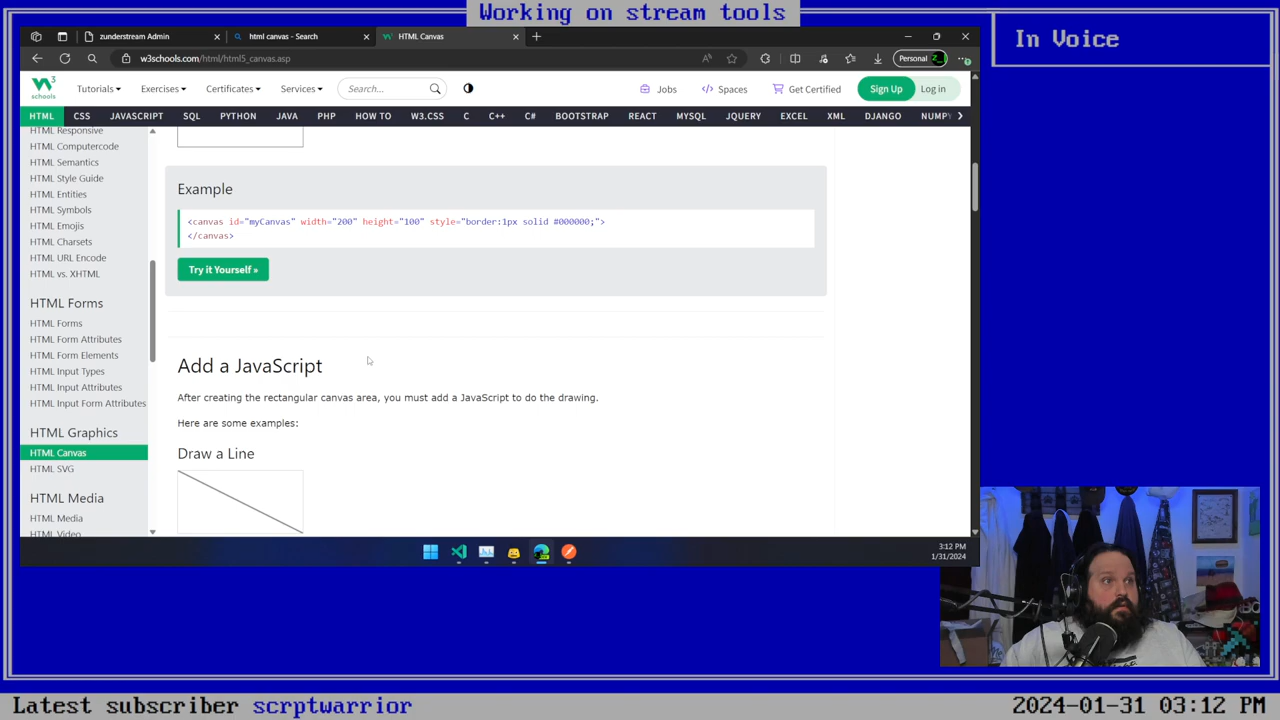 Working on stream tools
In Voice
zunderstream Admin
html canvas - Search
HTML Canvas
w3schools.com/html/html5_canvas.asp
Personal
W3
schools
Tutorials
Exercises
Certificates
Services
Search...
Jobs
Spaces
Get Certified
Sign Up
Log in
HTML
CSS
JAVASCRIPT
SQL
PYTHON
JAVA
PHP
HOW TO
W3.CSS
C
C++
C#
BOOTSTRAP
REACT
MYSQL
JQUERY
EXCEL
XML
DJANGO
NUMPY
HTML Responsive
HTML Computercode
HTML Semantics
HTML Style Guide
HTML Entities
HTML Symbols
HTML Emojis
HTML Charsets
HTML URL Encode
HTML vs. XHTML
HTML Forms
HTML Forms
HTML Form Attributes
HTML Form Elements
HTML Input Types
HTML Input Attributes
HTML Input Form Attributes
HTML Graphics
HTML Canvas
HTML SVG
HTML Media
HTML Media
HTML Video
Example
<canvas id="myCanvas" width="200" height="100" style="border:1px solid #000000;">
</canvas>
Try it Yourself »
Add a JavaScript
After creating the rectangular canvas area, you must add a JavaScript to do the drawing.
Here are some examples:
Draw a Line
3:12 PM
1/31/2024
Latest subscriber scrptwarrior
2024-01-31 03:12 PM